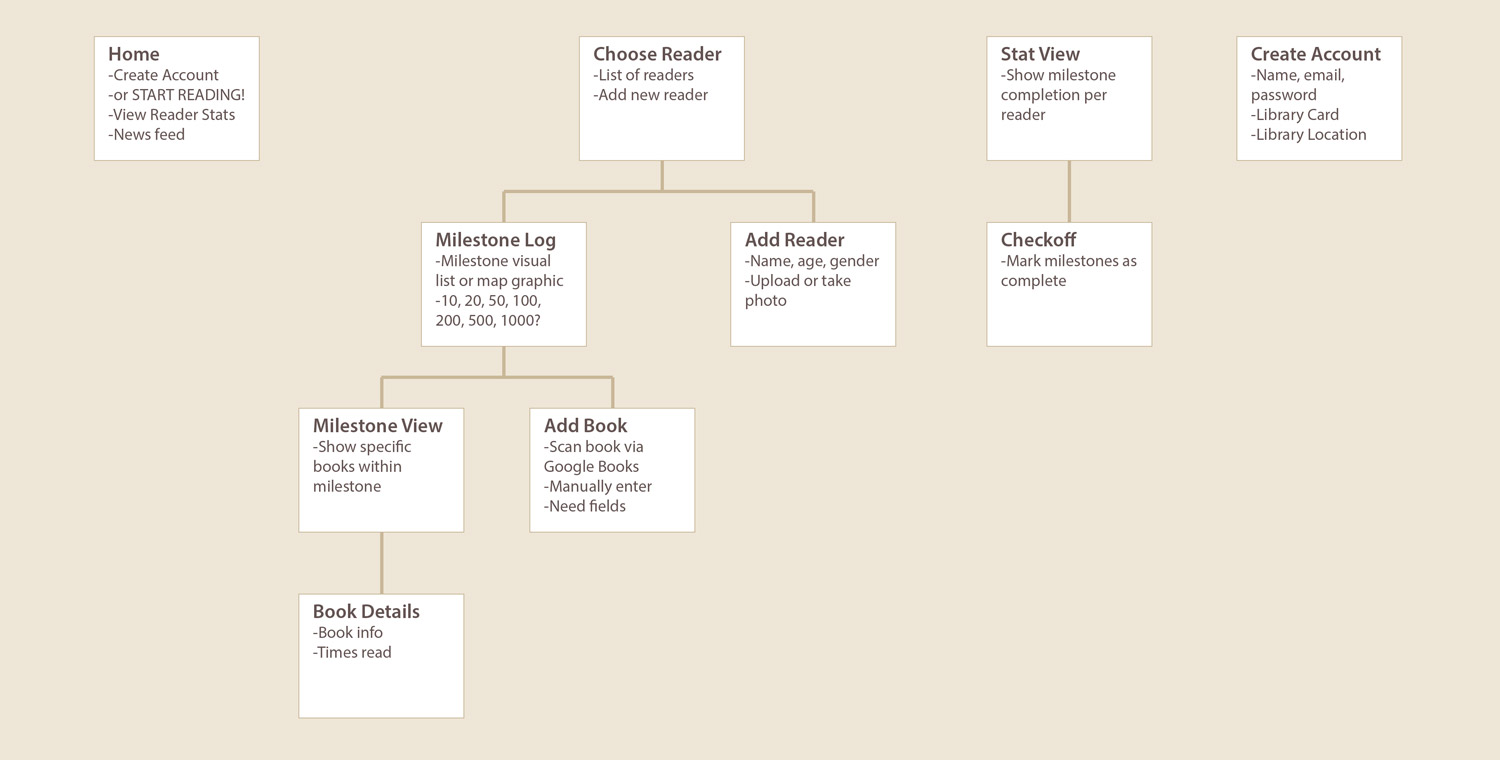 Home
-Create Account
-or START READING!
-View Reader Stats
-News feed
Choose Reader
-List of readers
-Add new reader
Stat View
-Show milestone
completion per
reader
Create Account
-Name, email,
password
-Library Card
-Library Location
Milestone Log
-Milestone visual
list or map graphic
-10, 20, 50, 100,
200, 500, 1000?
Add Reader
-Name, age, gender
-Upload or take
photo
Checkoff
-Mark milestones as
complete
Milestone View
-Show specific
books within
milestone
Add Book
-Scan book via
Google Books
-Manually enter
-Need fields
Book Details
-Book info
-Times read